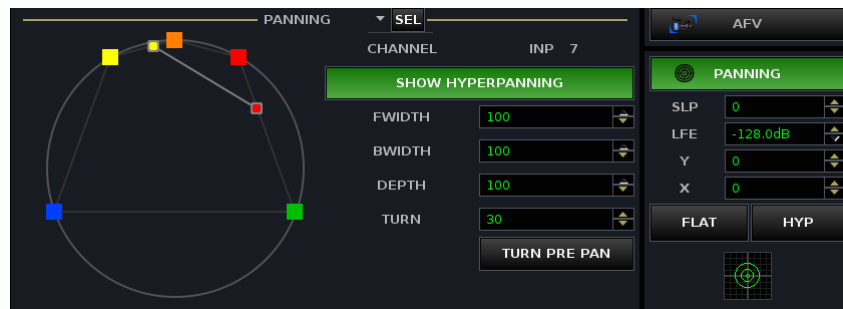 PANNING SEL
CHANNEL INP 7
SHOW HYPERPANNING
FWIDTH 100
BWIDTH 100
DEPTH 100
TURN 30
TURN PRE PAN
AFV
PANNING
SLP 0
LFE -128.0dB
Y 0
X 0
FLAT HYP